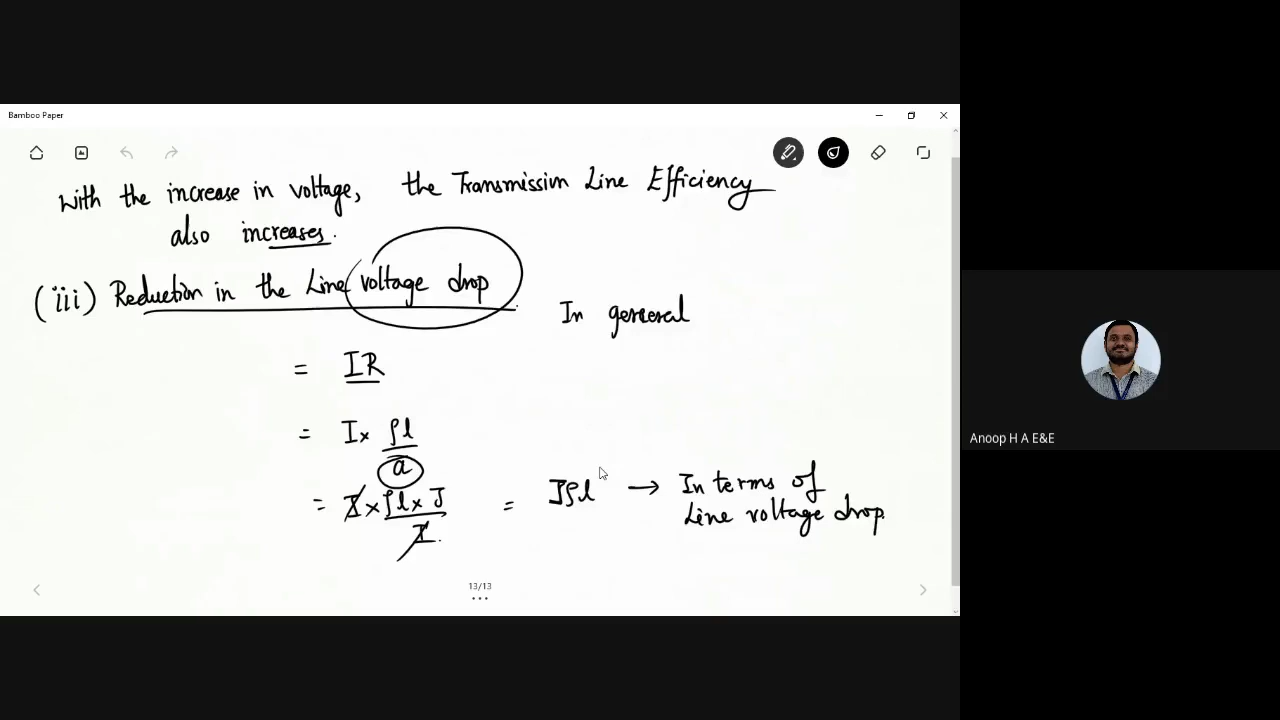 Bamboo Paper
with the increase in voltage, the Transmission Line Efficiency
also increases.
(iii) Reduction in the Line voltage drop.
In general
= IR
= I × ρl / a
= I × ρl × J / I. = Jρl → In terms of
Line voltage drop.
13/13
Anoop H A E&E